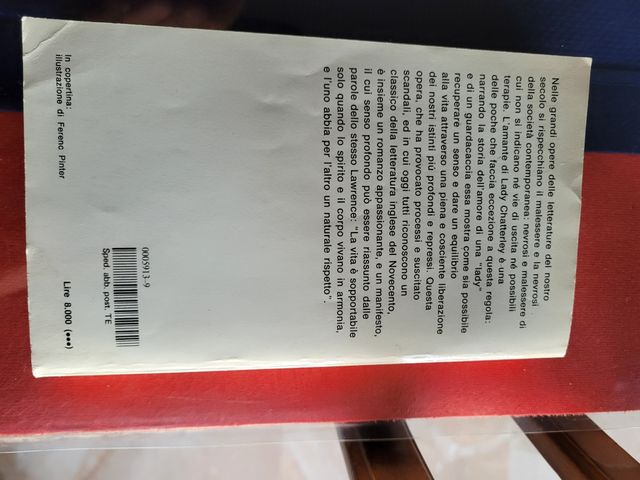 Nelle grandi opere delle letterature del nostro
secolo si rispecchiano il malessere e la nevrosi
della società contemporanea: nevrosi e malessere di
cui non si indicano né vie di uscita né possibili
terapie. L'amante di Lady Chatterley è una
delle poche che faccia eccezione a questa regola:
narrando la storia dell'amore di una "lady"
e di un guardacaccia essa mostra come sia possibile
recuperare un senso e dare un equilibrio
alla vita attraverso una piena e cosciente liberazione
dei nostri istinti piú profondi e repressi. Questa
opera, che ha provocato processi e suscitato
scandali, ed in cui oggi tutti riconoscono un
classico della letteratura inglese del Novecento,
è insieme un romanzo appassionante, e un manifesto,
il cui senso profondo può essere riassunto dalle
parole dello stesso Lawrence: "La vita è sopportabile
solo quando lo spirito e il corpo vivano in armonia,
e l'uno abbia per l'altro un naturale rispetto".
0005913-9
Sped. abb. post. TE
In copertina:
illustrazione di Ferenc Pinter
Lire 8.000 (•••)